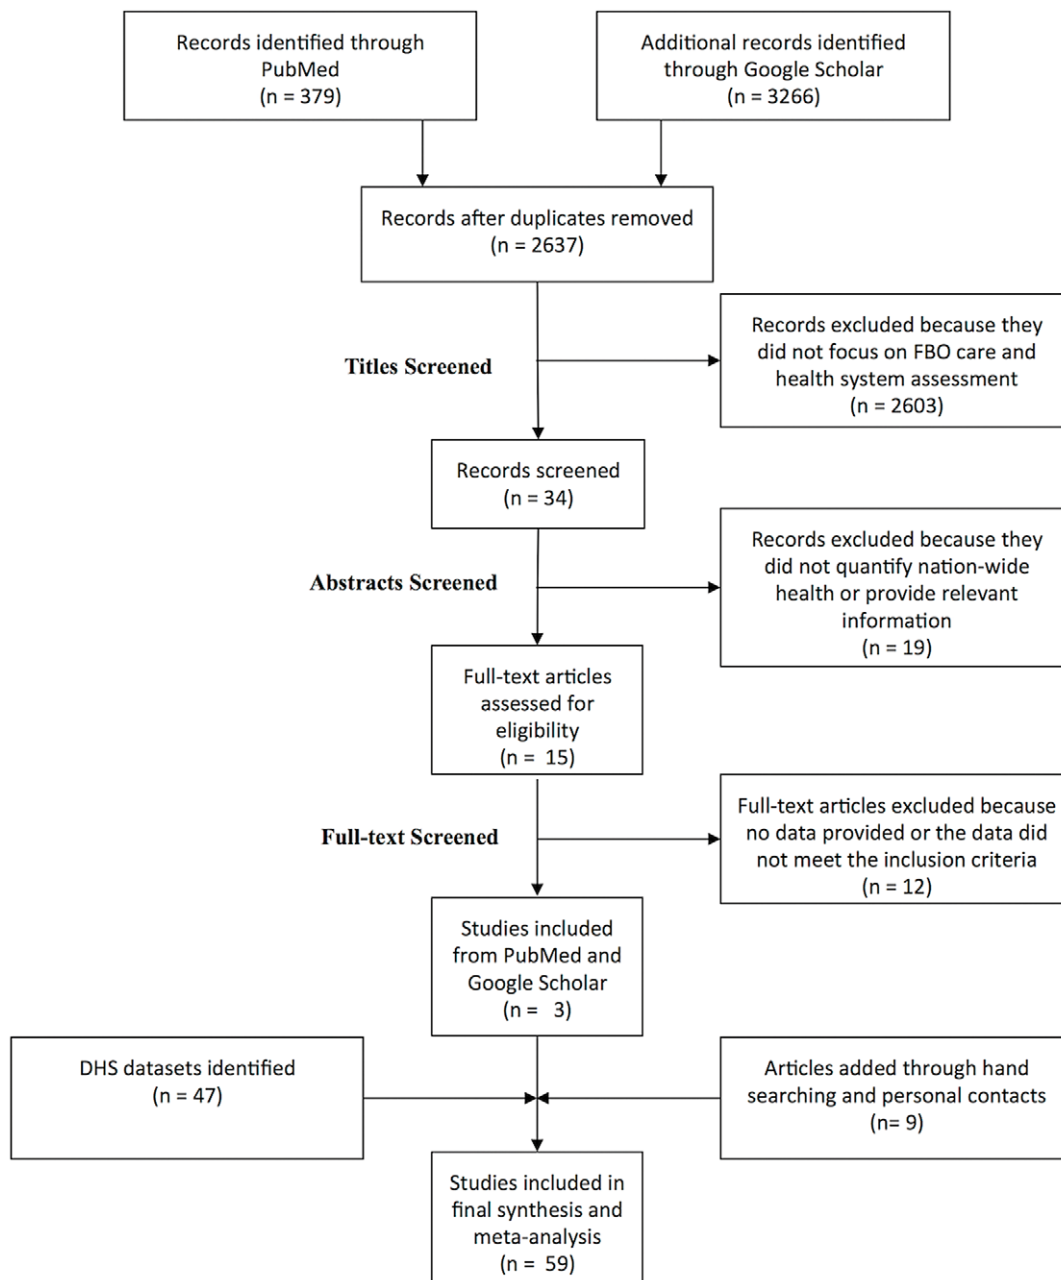 Records identified through
PubMed
(n = 379)
Additional records identified
through Google Scholar
(n = 3266)
Records after duplicates removed
(n = 2637)
Titles Screened
Records excluded because they
did not focus on FBO care and
health system assessment
(n = 2603)
Records screened
(n = 34)
Abstracts Screened
Records excluded because they
did not quantify nation-wide
health or provide relevant
information
(n = 19)
Full-text articles
assessed for
eligibility
(n = 15)
Full-text Screened
Full-text articles excluded because
no data provided or the data did
not meet the inclusion criteria
(n = 12)
Studies included
from PubMed and
Google Scholar
(n = 3)
DHS datasets identified
(n = 47)
Articles added through hand
searching and personal contacts
(n= 9)
Studies included in
final synthesis and
meta-analysis
(n = 59)